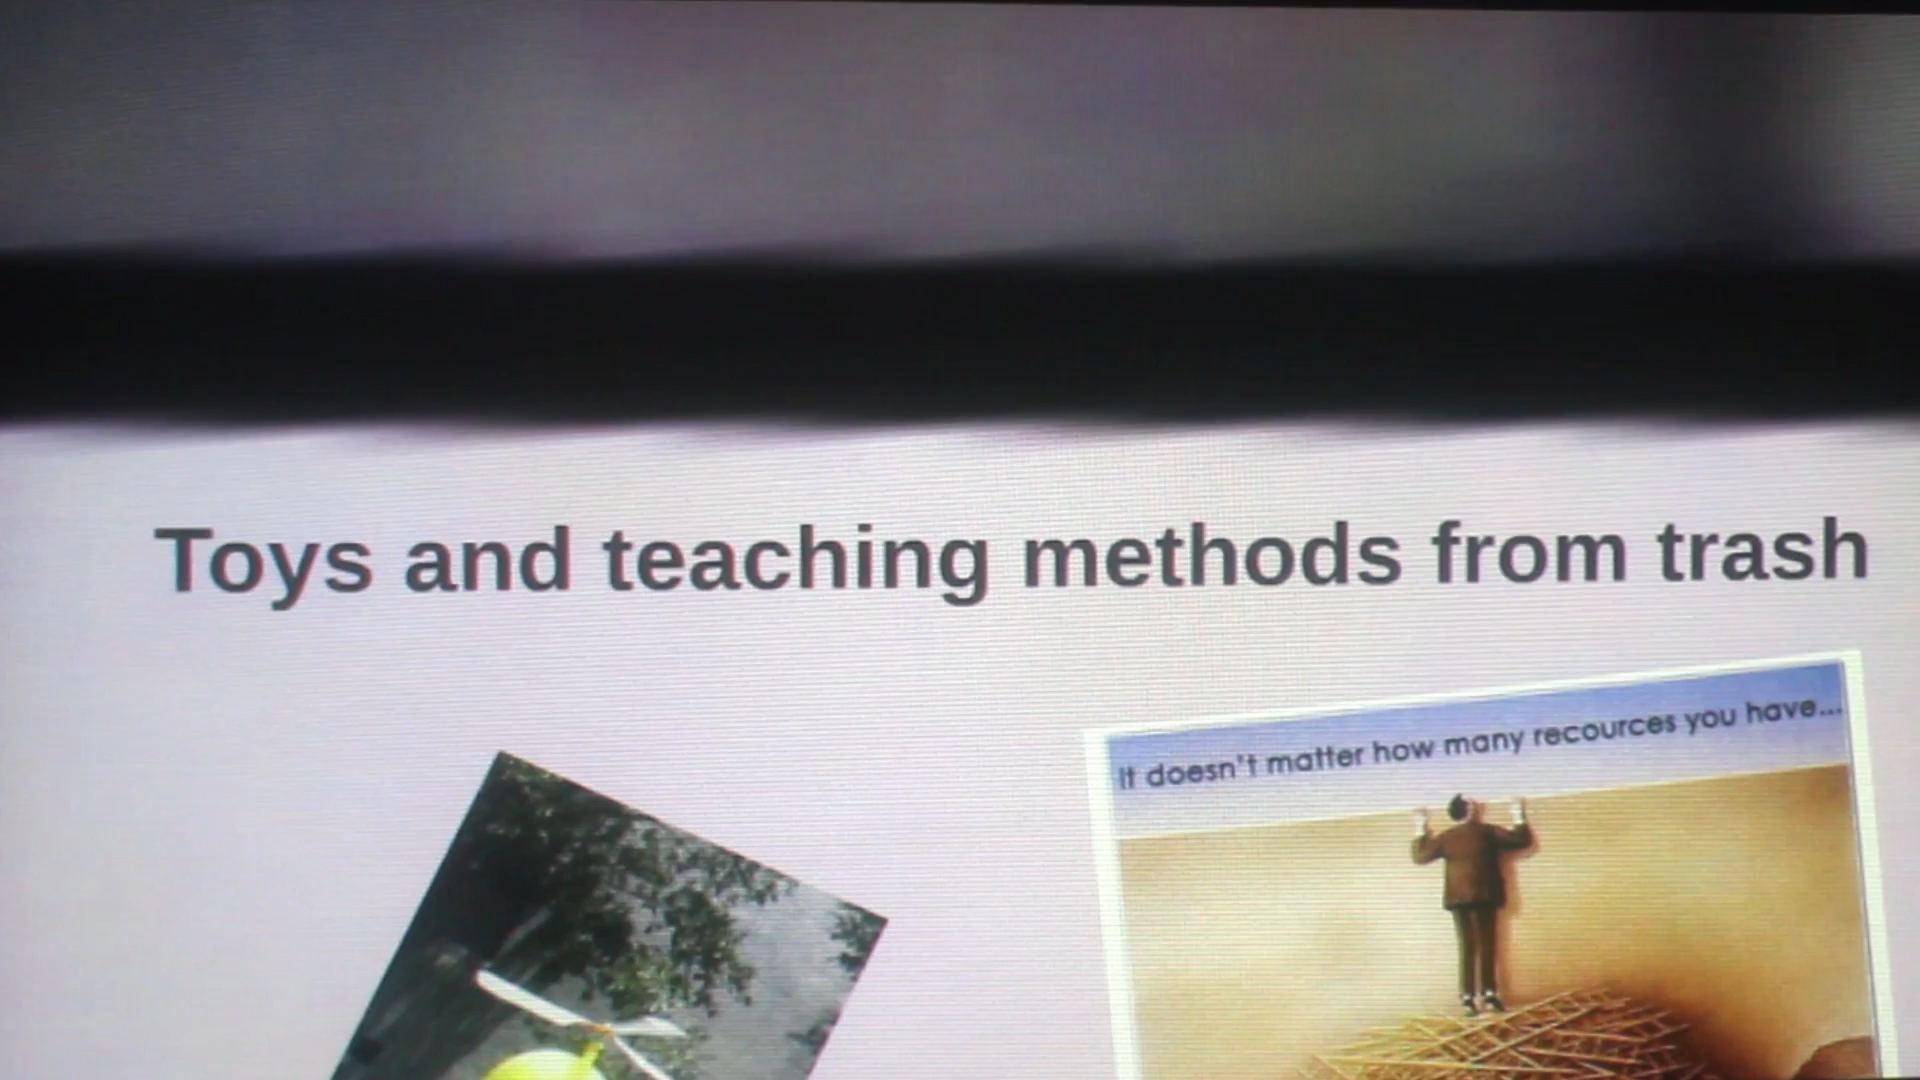 Toys and teaching methods from trash
It doesn't matter how many recources you have...